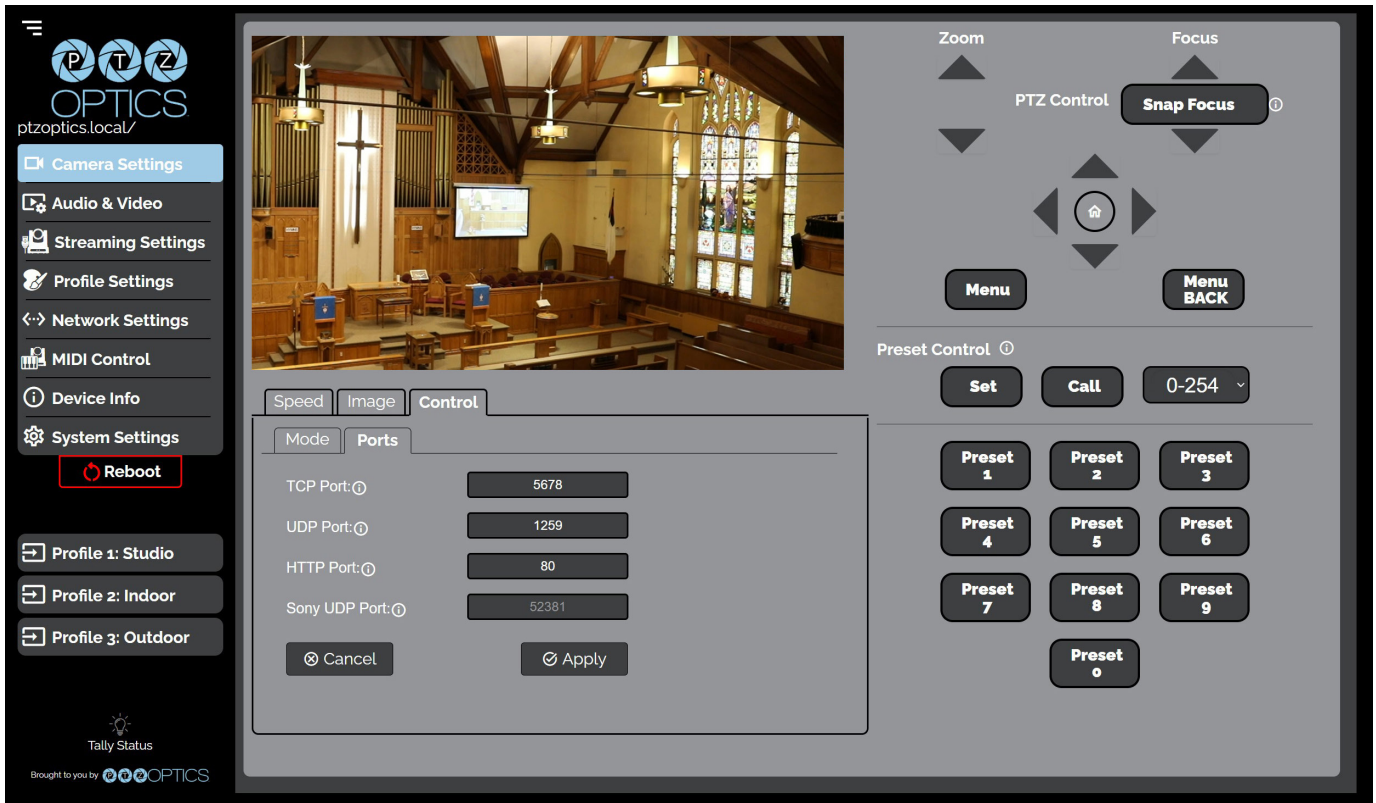 P T Z
OPTICS
ptzoptics.local/
Camera Settings
Audio & Video
Streaming Settings
Profile Settings
Network Settings
MIDI Control
Device Info
System Settings
Reboot
Profile 1: Studio
Profile 2: Indoor
Profile 3: Outdoor
Tally Status
Brought to you by PTZOPTICS
Speed Image Control
Mode Ports
TCP Port: 5678
UDP Port: 1259
HTTP Port: 80
Sony UDP Port: 52381
Cancel Apply
Zoom Focus
PTZ Control Snap Focus
Menu Menu
BACK
Preset Control
Set Call 0-254
Preset
1
Preset
2
Preset
3
Preset
4
Preset
5
Preset
6
Preset
7
Preset
8
Preset
9
Preset
0